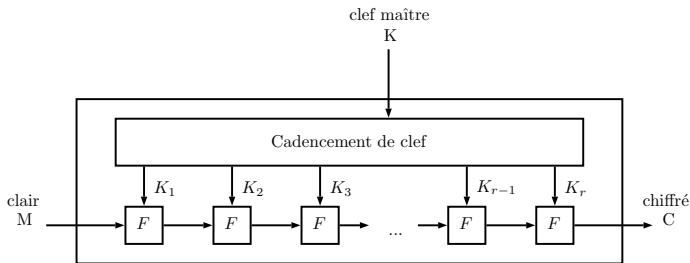 clef maître
K
Cadencement de clef
K₁ K₂ K₃ Kᵣ₋₁ Kᵣ
clair
M
F F F ... F F
chiffré
C